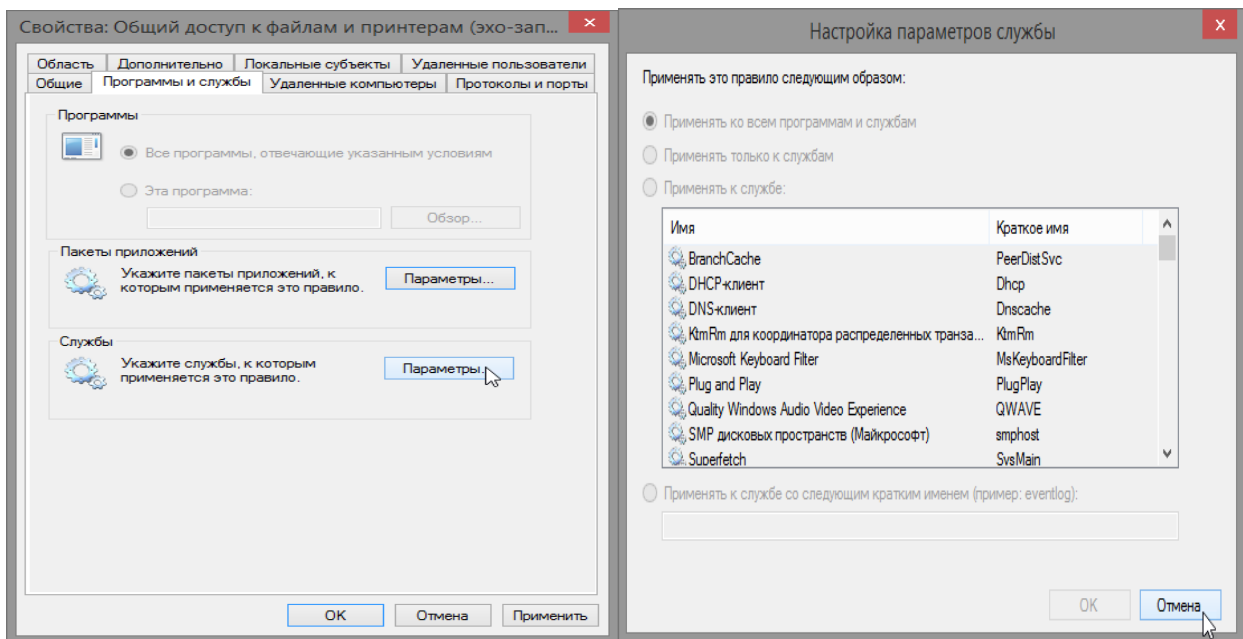 Свойства: Общий доступ к файлам и принтерам (эхо-зап...
Область Дополнительно Локальные субъекты Удаленные пользователи
Общие Программы и службы Удаленные компьютеры Протоколы и порты
Программы
Все программы, отвечающие указанным условиям
Эта программа:
Обзор...
Пакеты приложений
Укажите пакеты приложений, к
которым применяется это правило.
Параметры...
Службы
Укажите службы, к которым
применяется это правило.
Параметры...
OK Отмена Применить
Настройка параметров службы
Применять это правило следующим образом:
Применять ко всем программам и службам
Применять только к службам
Применять к службе:
Имя Краткое имя
BranchCache PeerDistSvc
DHCP-клиент Dhcp
DNS-клиент Dnscache
KtmRm для координатора распределенных транза... KtmRm
Microsoft Keyboard Filter MsKeyboardFilter
Plug and Play PlugPlay
Quality Windows Audio Video Experience QWAVE
SMP дисковых пространств (Майкрософт) smphost
Superfetch SysMain
Применять к службе со следующим кратким именем (пример: eventlog):
OK Отмена